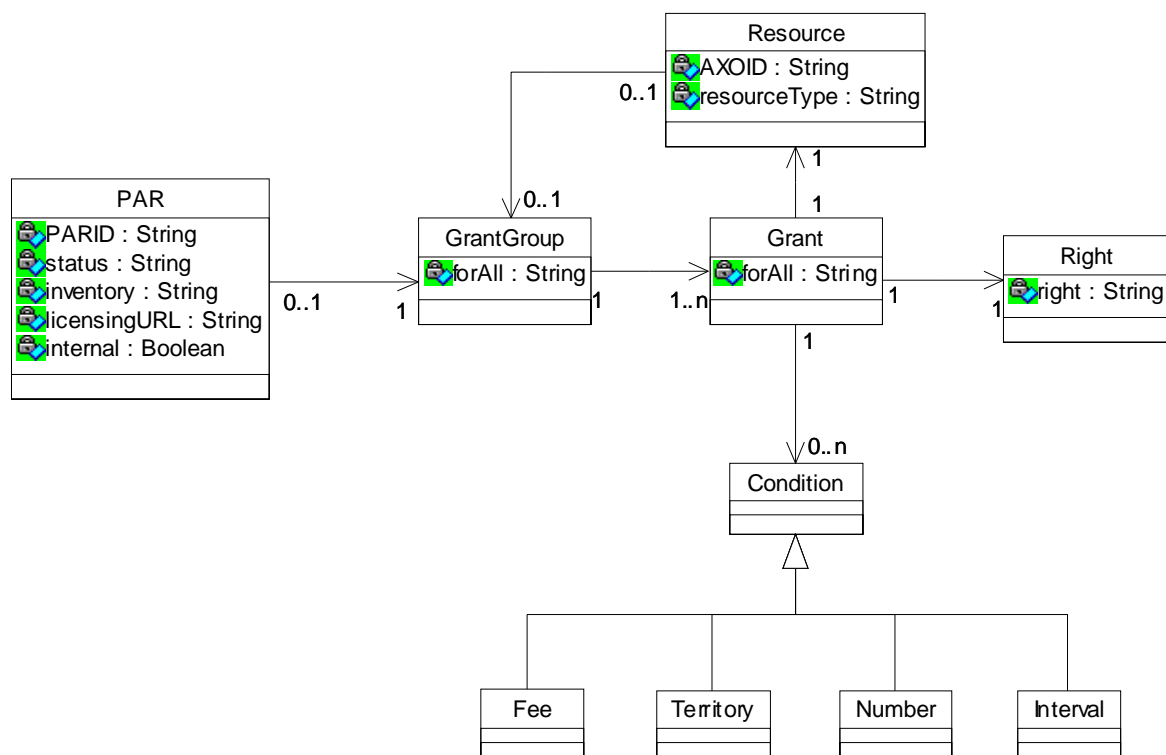 Resource
AXOID : String
resourceType : String
0..1
1
PAR
PARID : String
status : String
inventory : String
licensingURL : String
internal : Boolean
0..1
1
0..1
GrantGroup
forAll : String
1
1..n
1
Grant
forAll : String
1
1
Right
right : String
1
0..n
Condition
Fee
Territory
Number
Interval